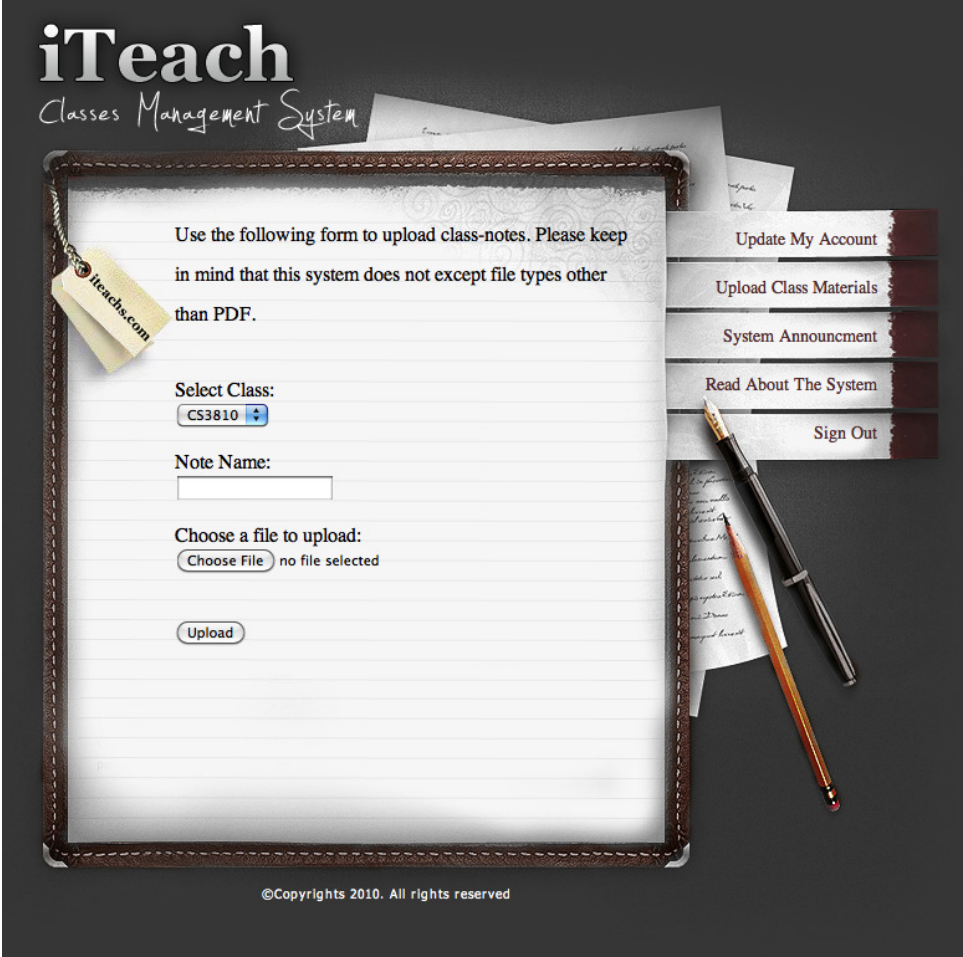 iTeach
Classes Management System
iteachs.com
Use the following form to upload class-notes. Please keep
in mind that this system does not except file types other
than PDF.
Select Class:
CS3810
Note Name:
Choose a file to upload:
Choose File no file selected
Upload
Update My Account
Upload Class Materials
System Announcment
Read About The System
Sign Out
©Copyrights 2010. All rights reserved